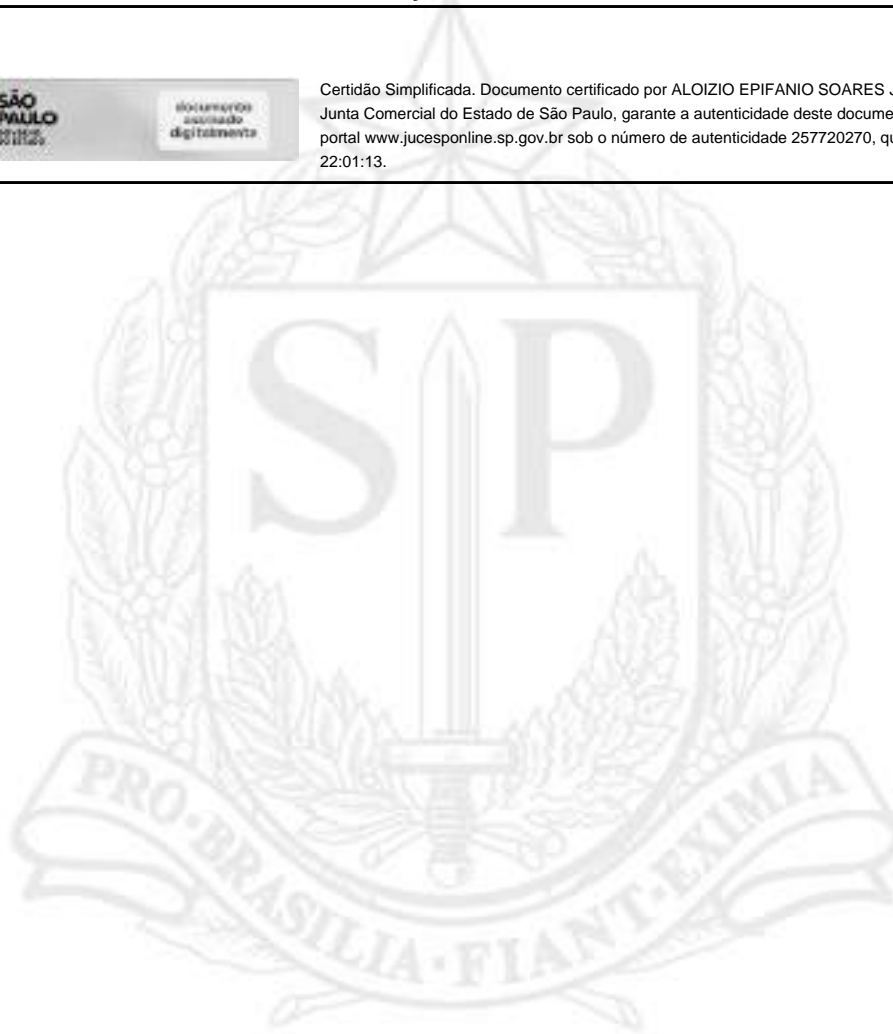 SÃO
PAULO
documento
assinado
digitalmente
Certidão Simplificada. Documento certificado por ALOIZIO EPIFANIO SOARES J
Junta Comercial do Estado de São Paulo, garante a autenticidade deste docume
portal www.jucesponline.sp.gov.br sob o número de autenticidade 257720270, qu
22:01:13.
SP
PRO·BRASILIA·FIANT·EXIMIA